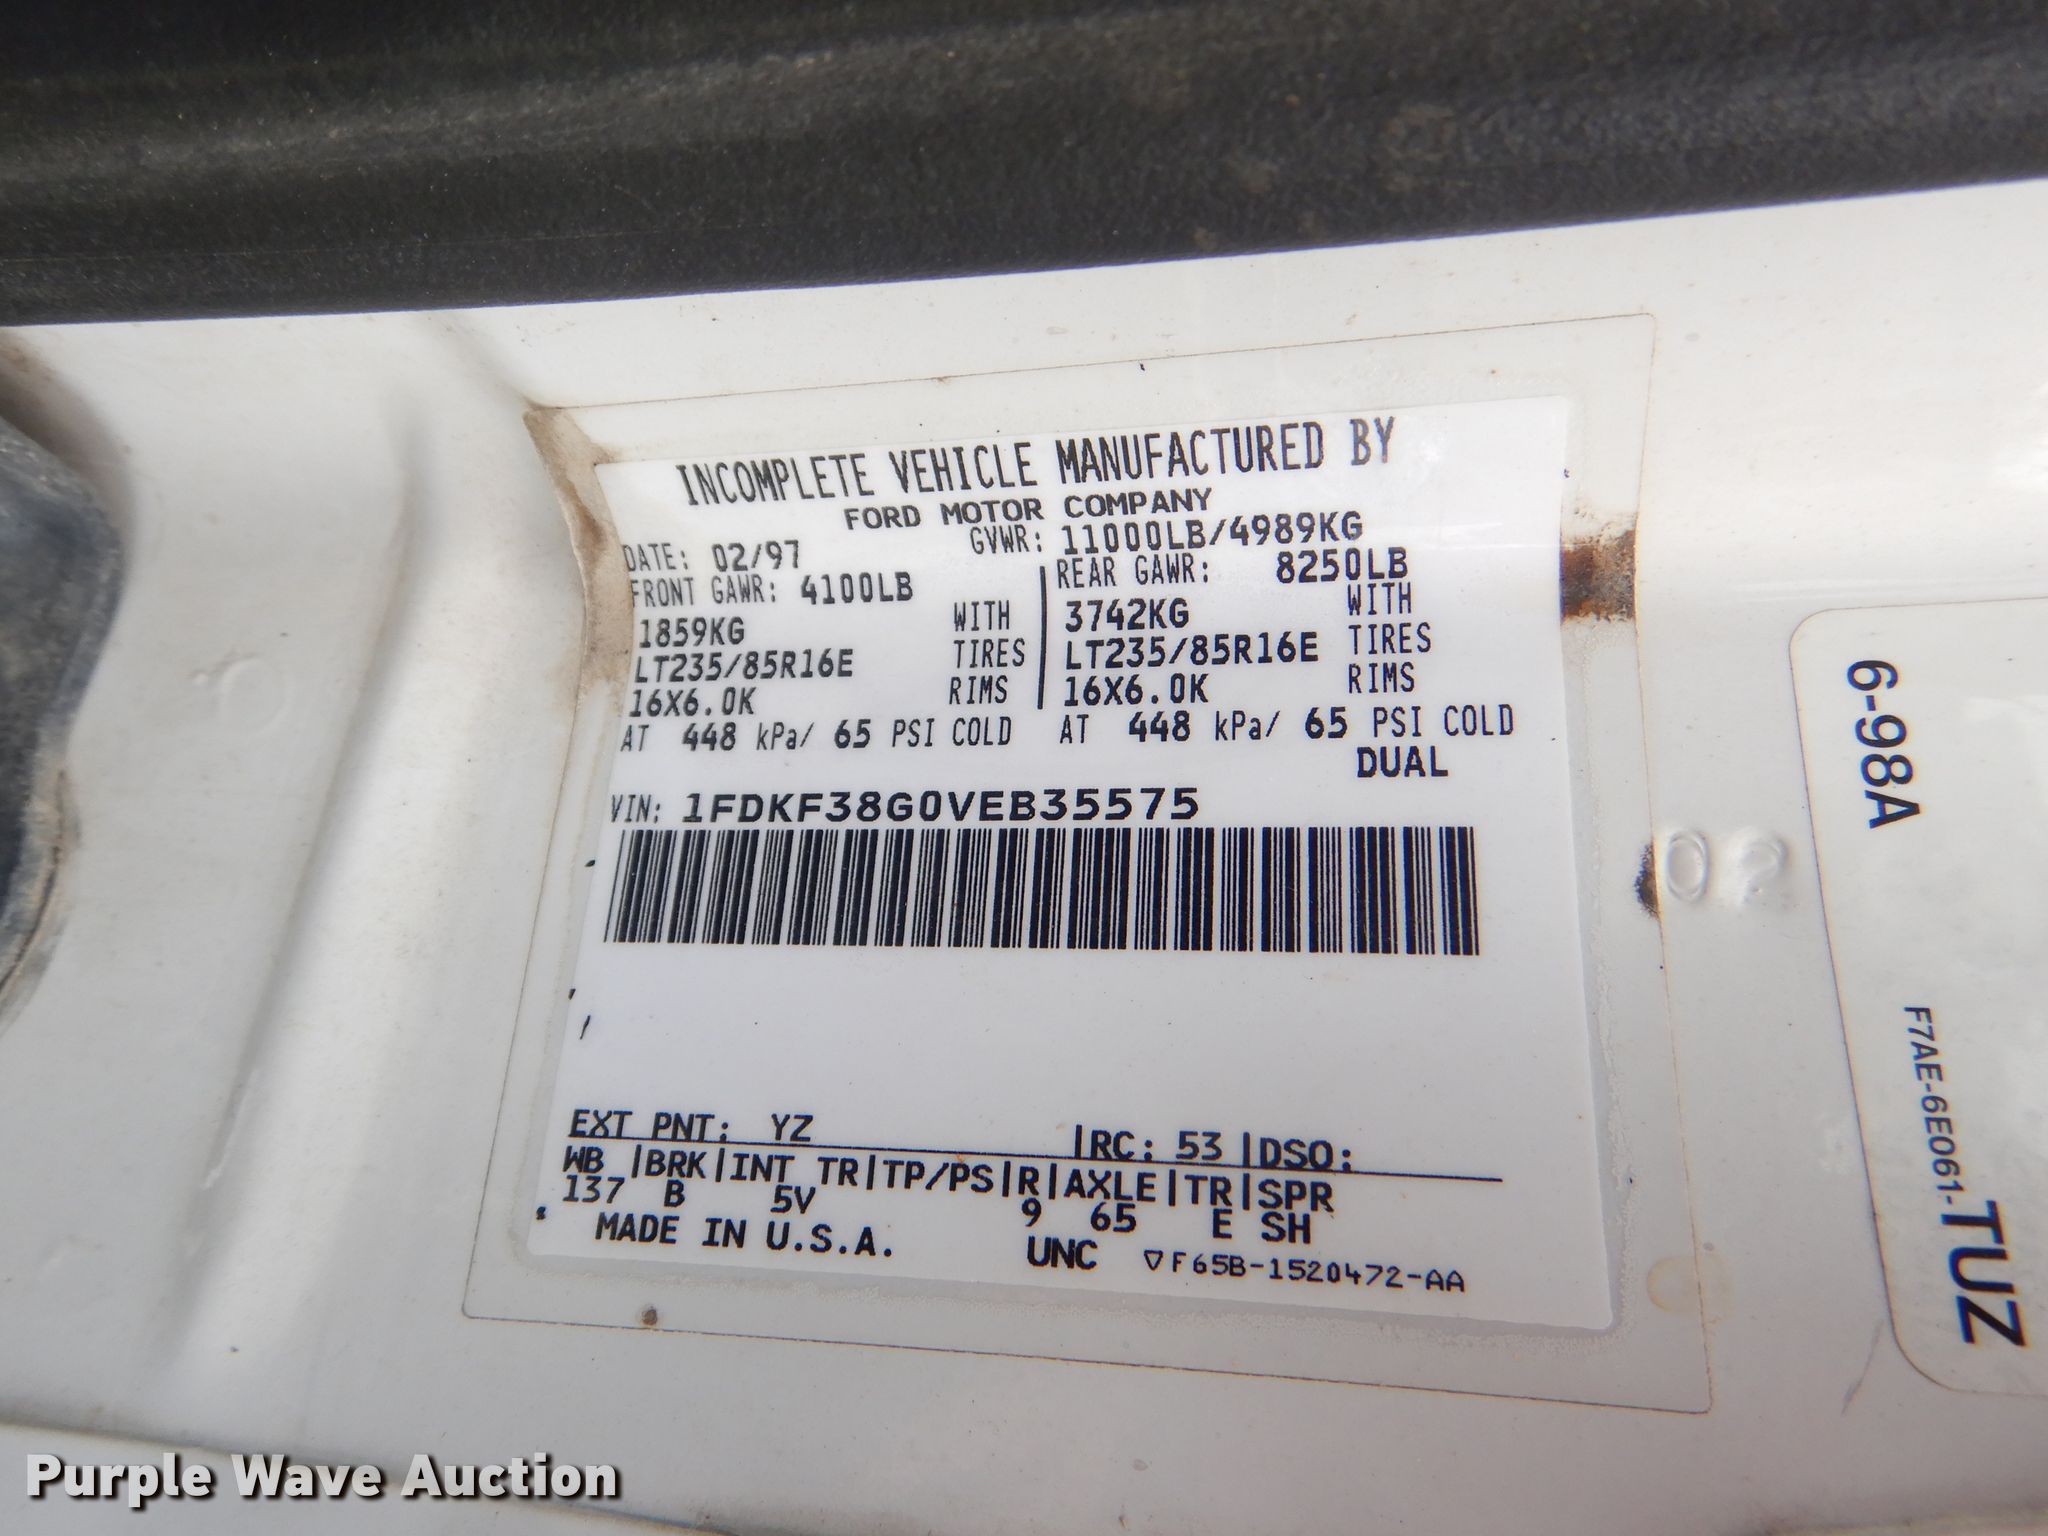 INCOMPLETE VEHICLE MANUFACTURED BY
FORD MOTOR COMPANY
DATE: 02/97 GVWR: 11000LB/4989KG
FRONT GAWR: 4100LB REAR GAWR: 8250LB
1859KG WITH 3742KG WITH
LT235/85R16E TIRES LT235/85R16E TIRES
16X6.0K RIMS 16X6.0K RIMS
AT 448 kPa/ 65 PSI COLD AT 448 kPa/ 65 PSI COLD
DUAL
VIN: 1FDKF38G0VEB35575
EXT PNT: YZ |RC: 53 |DSO:
WB |BRK|INT TR|TP/PS|R|AXLE|TR|SPR
137 B 5V 9 65 E SH
MADE IN U.S.A. UNC ▽F65B-1520472-AA
02
6-98A
F7AE-6E061-TUZ
Purple Wave Auction